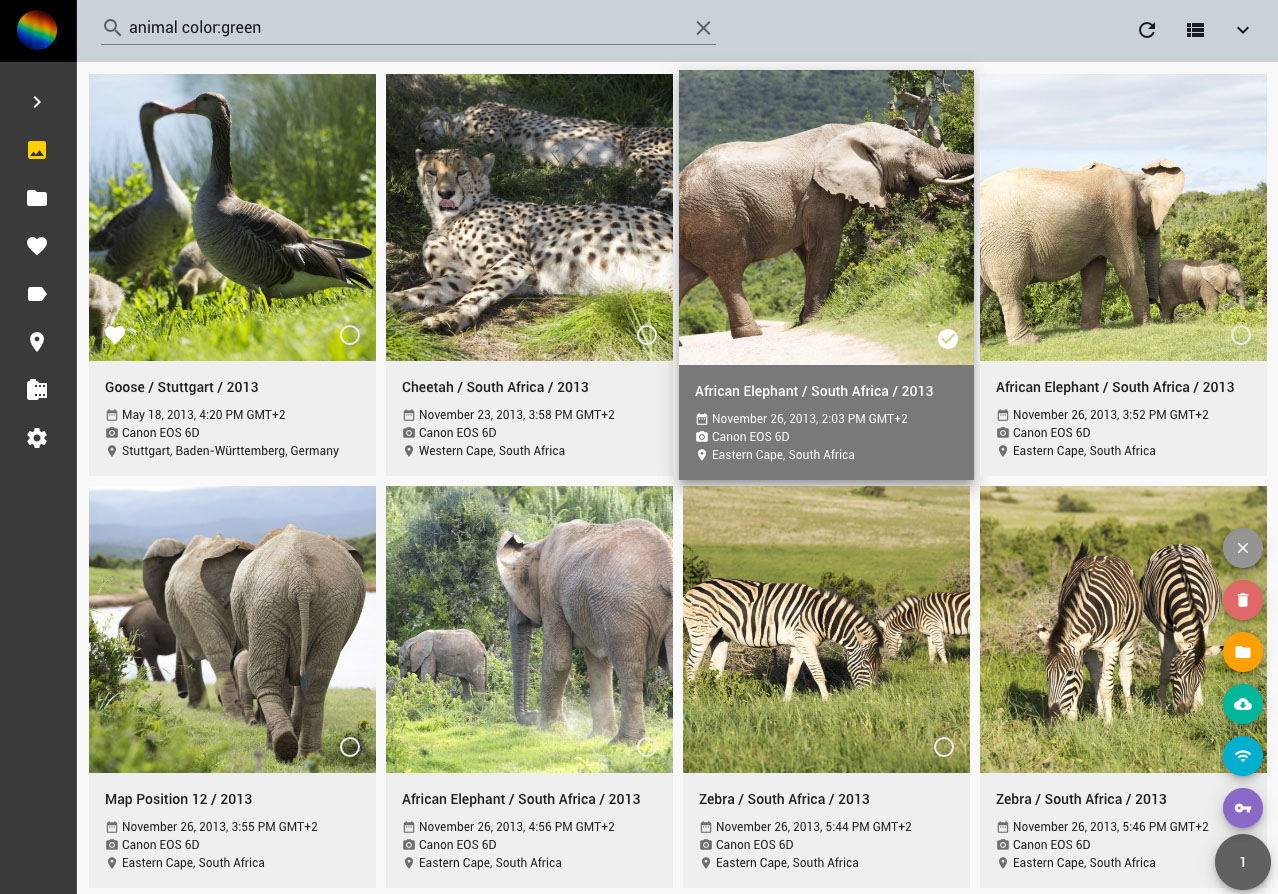 animal color:green
Goose / Stuttgart / 2013
May 18, 2013, 4:20 PM GMT+2
Canon EOS 6D
Stuttgart, Baden-Württemberg, Germany
Cheetah / South Africa / 2013
November 23, 2013, 3:58 PM GMT+2
Canon EOS 6D
Western Cape, South Africa
African Elephant / South Africa / 2013
November 26, 2013, 2:03 PM GMT+2
Canon EOS 6D
Eastern Cape, South Africa
African Elephant / South Africa / 2013
November 26, 2013, 3:52 PM GMT+2
Canon EOS 6D
Eastern Cape, South Africa
Map Position 12 / 2013
November 26, 2013, 3:55 PM GMT+2
Canon EOS 6D
Eastern Cape, South Africa
African Elephant / South Africa / 2013
November 26, 2013, 4:56 PM GMT+2
Canon EOS 6D
Eastern Cape, South Africa
Zebra / South Africa / 2013
November 26, 2013, 5:44 PM GMT+2
Canon EOS 6D
Eastern Cape, South Africa
Zebra / South Africa / 2013
November 26, 2013, 5:46 PM GMT+2
Canon EOS 6D
Eastern Cape, South Africa
1